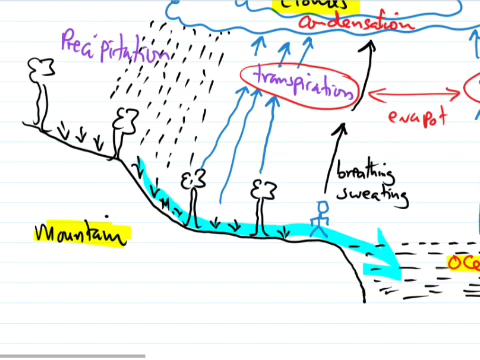 Clouds
condensation
Precipitation
transpiration
evapot
breathing
sweating
Mountain
OCe